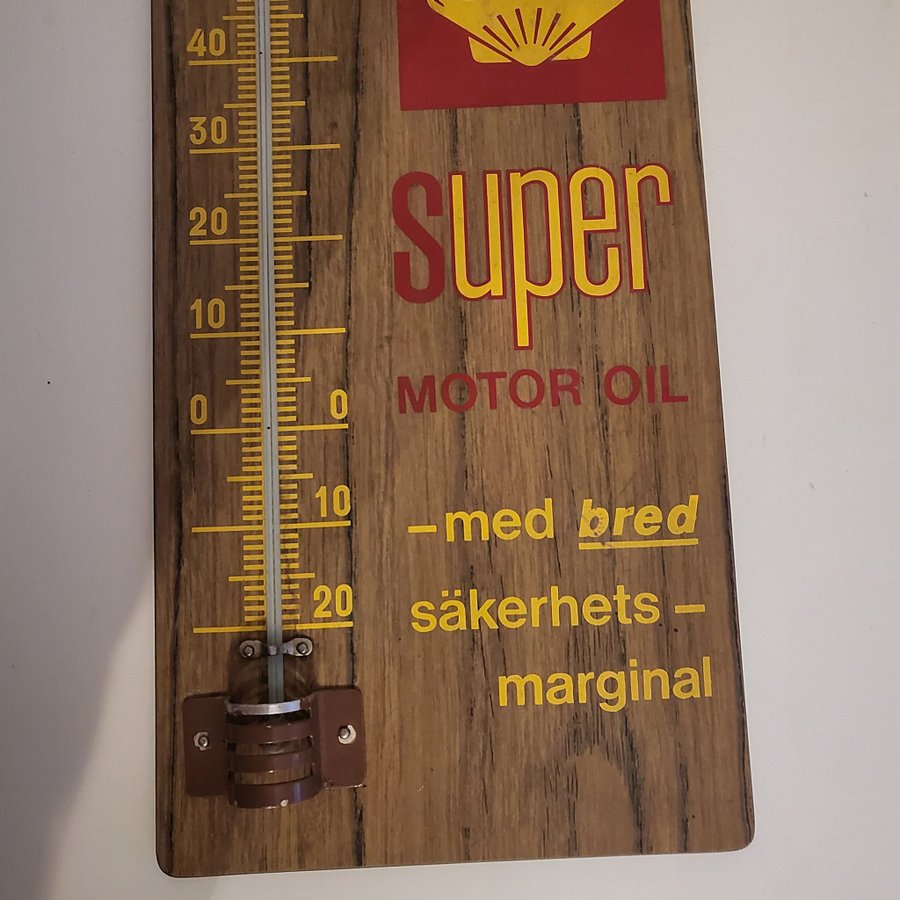 40
30
20
10
0 0
10
20
Super
MOTOR OIL
–med bred
säkerhets–
marginal